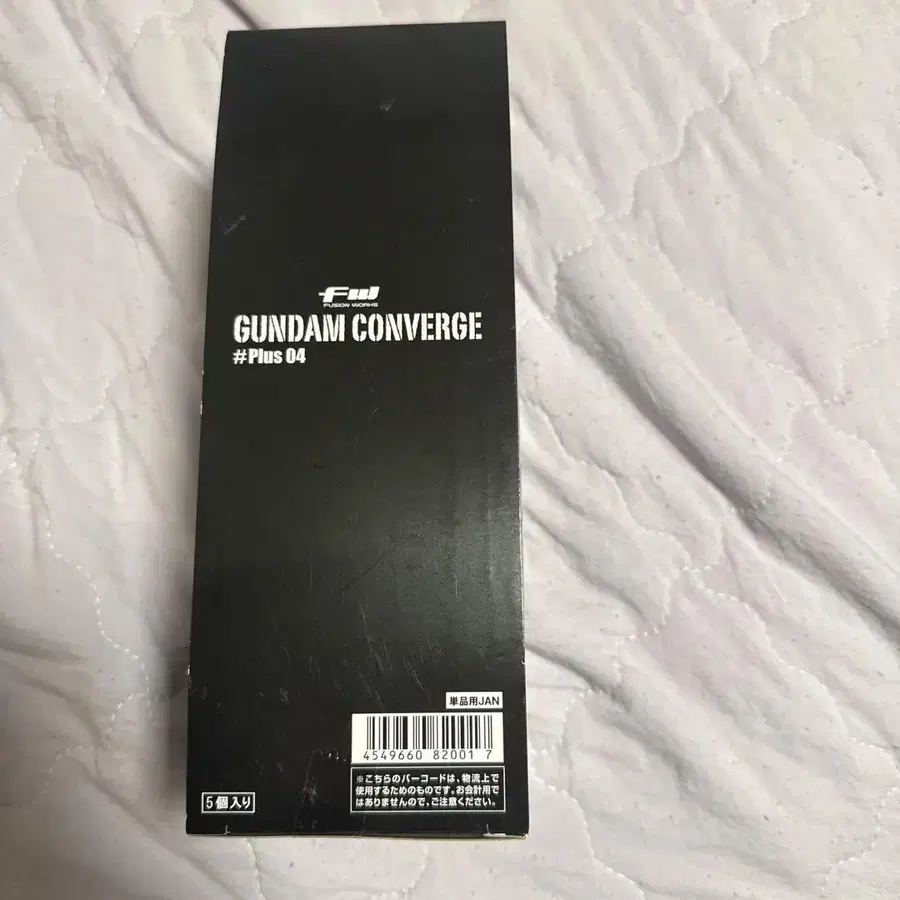 FW
FUSION WORKS
GUNDAM CONVERGE
#Plus 04
単品用JAN
4549660 82001 7
※こちらのバーコードは、物流上で
使用するためのものです。お会計用で
はありませんので、ご注意ください。
5個入り